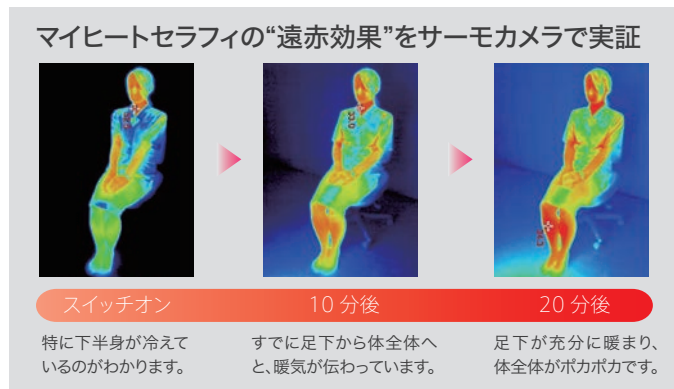 マイヒートセラフィの“遠赤効果”をサーモカメラで実証
スイッチオン
10 分後
20 分後
特に下半身が冷えて
いるのがわかります。
すでに足下から体全体へ
と、暖気が伝わっています。
足下が充分に暖まり、
体全体がポカポカです。